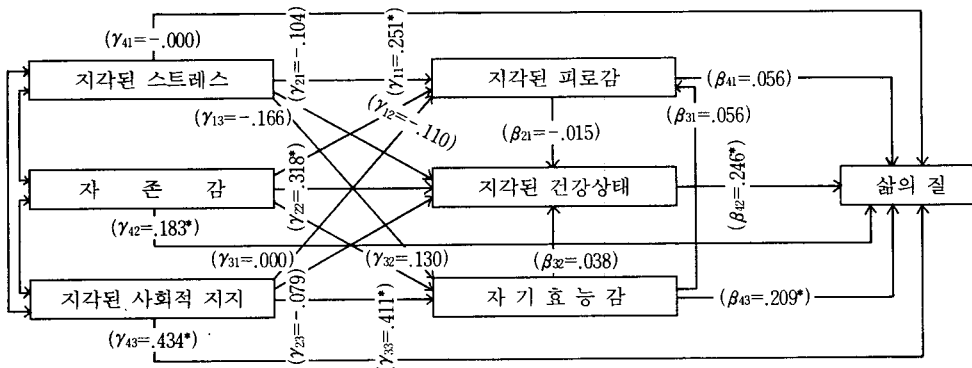 (γ41=-.000)
(γ21=-.104)
(γ11=.251*)
지각된 스트레스
지각된 피로감
(β41=.056)
(γ13=-.166)
(γ12=-.110)
(β31=.056)
(β21=-.015)
자 존 감
(γ22=.318*)
지각된 건강상태
(β42=.246*)
삶의 질
(γ42=.183*)
(γ31=.000)
(γ32=.130)
(β32=.038)
지각된 사회적 지지
자 기 효 능 감
(β43=.209*)
(γ43=.434*)
(γ23=-.079)
(γ33=.411*)